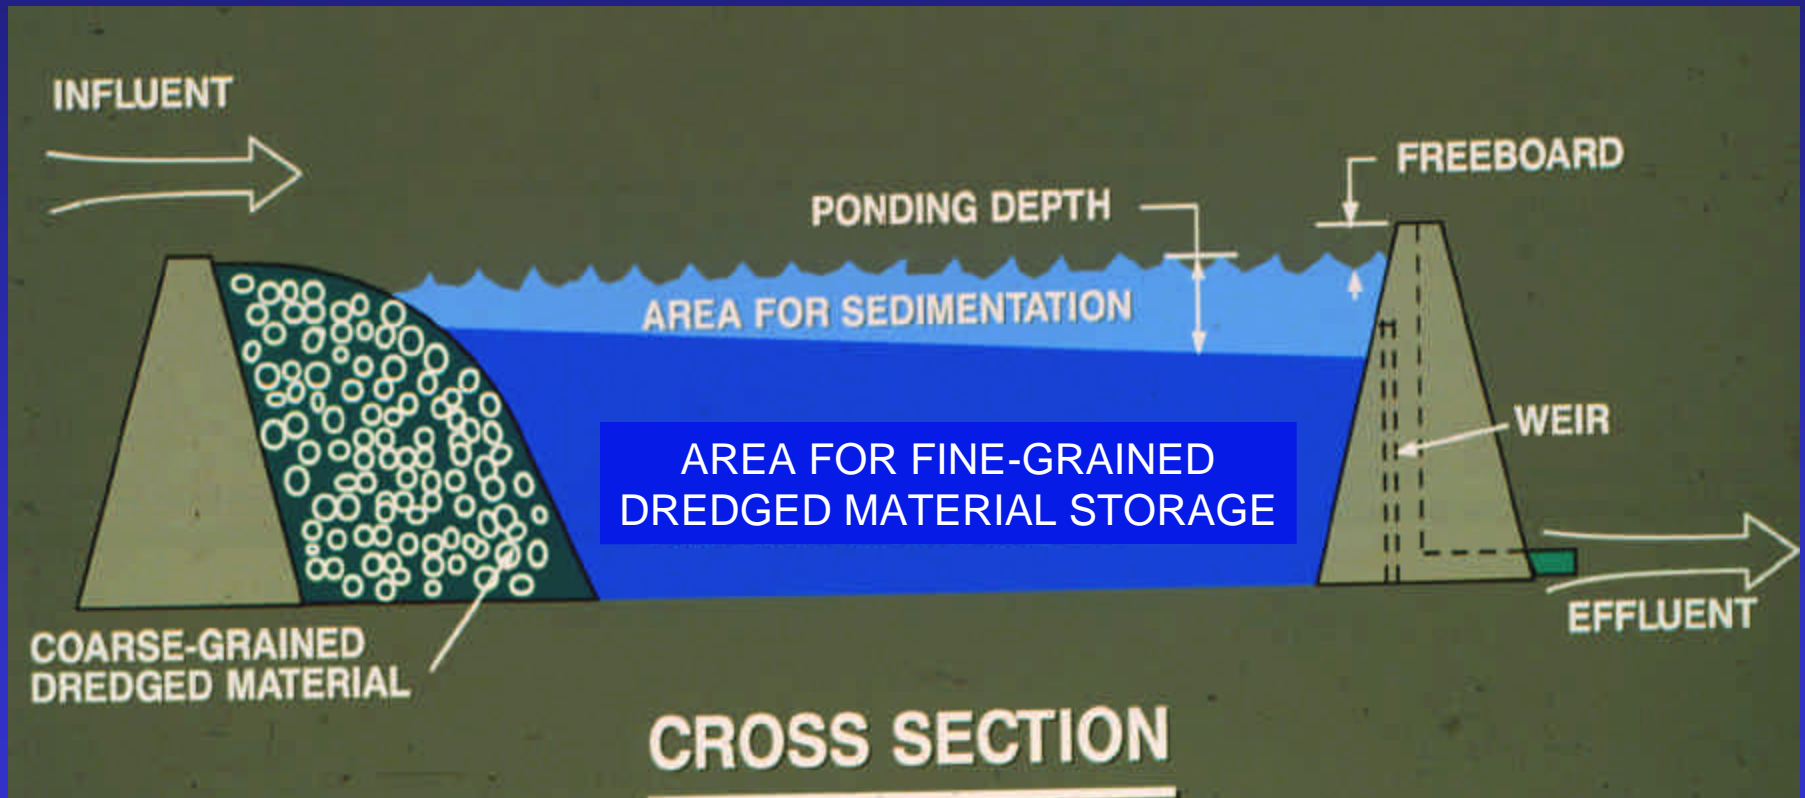 INFLUENT
FREEBOARD
PONDING DEPTH
AREA FOR SEDIMENTATION
WEIR
AREA FOR FINE-GRAINED
DREDGED MATERIAL STORAGE
EFFLUENT
COARSE-GRAINED
DREDGED MATERIAL
CROSS SECTION